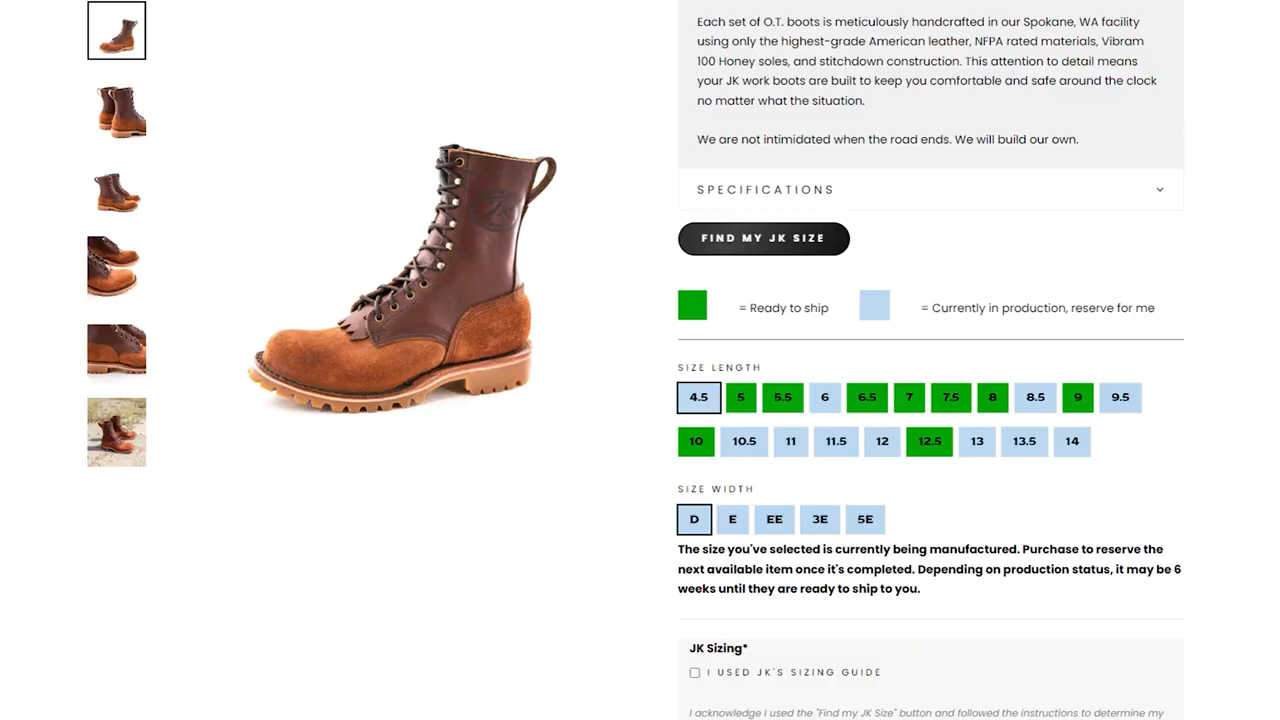 Each set of O.T. boots is meticulously handcrafted in our Spokane, WA facility
using only the highest-grade American leather, NFPA rated materials, Vibram
100 Honey soles, and stitchdown construction. This attention to detail means
your JK work boots are built to keep you comfortable and safe around the clock
no matter what the situation.
We are not intimidated when the road ends. We will build our own.
SPECIFICATIONS
FIND MY JK SIZE
= Ready to ship = Currently in production, reserve for me
SIZE LENGTH
4.5 5 5.5 6 6.5 7 7.5 8 8.5 9 9.5
10 10.5 11 11.5 12 12.5 13 13.5 14
SIZE WIDTH
D E EE 3E 5E
The size you've selected is currently being manufactured. Purchase to reserve the
next available item once it's completed. Depending on production status, it may be 6
weeks until they are ready to ship to you.
JK Sizing*
I USED JK'S SIZING GUIDE
I acknowledge I used the "Find my JK Size" button and followed the instructions to determine my